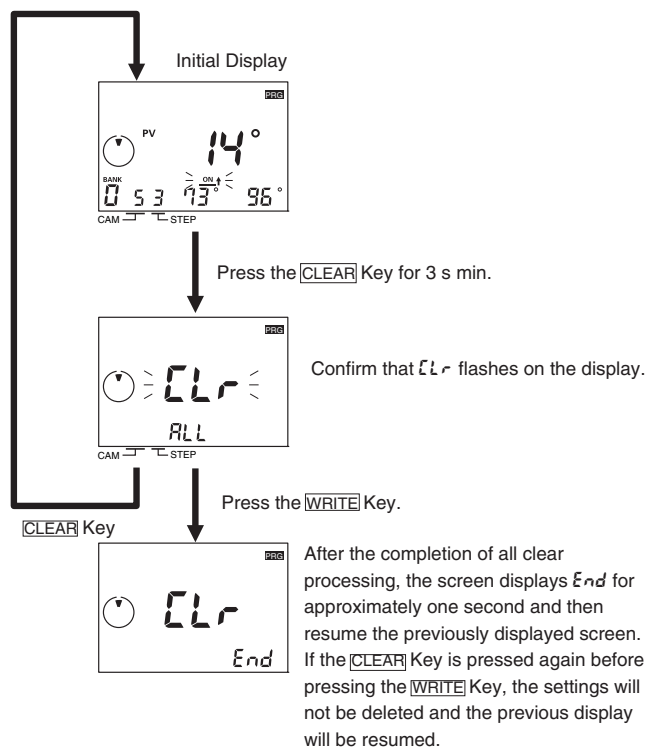 Initial Display
PRG
PV
14°
BANK
ON
0 53 73° 96°
CAM STEP
Press the CLEAR Key for 3 s min.
PRG
CLr
Confirm that CLr flashes on the display.
ALL
CAM STEP
Press the WRITE Key.
CLEAR Key
PRG
CLr
End
After the completion of all clear
processing, the screen displays End for
approximately one second and then
resume the previously displayed screen.
If the CLEAR Key is pressed again before
pressing the WRITE Key, the settings will
not be deleted and the previous display
will be resumed.